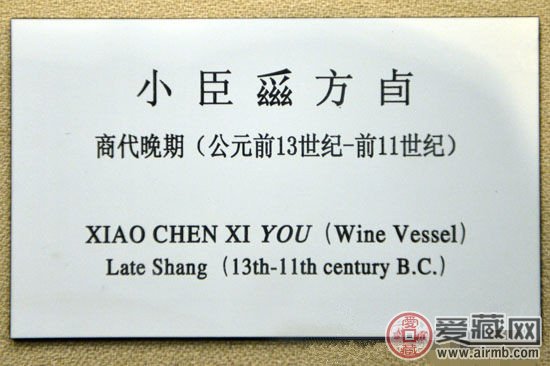 小臣 方卣
商代晚期（公元前13世纪-前11世纪）
XIAO CHEN XI YOU (Wine Vessel)
Late Shang (13th-11th century B.C.)
爱藏网
www.airmb.com